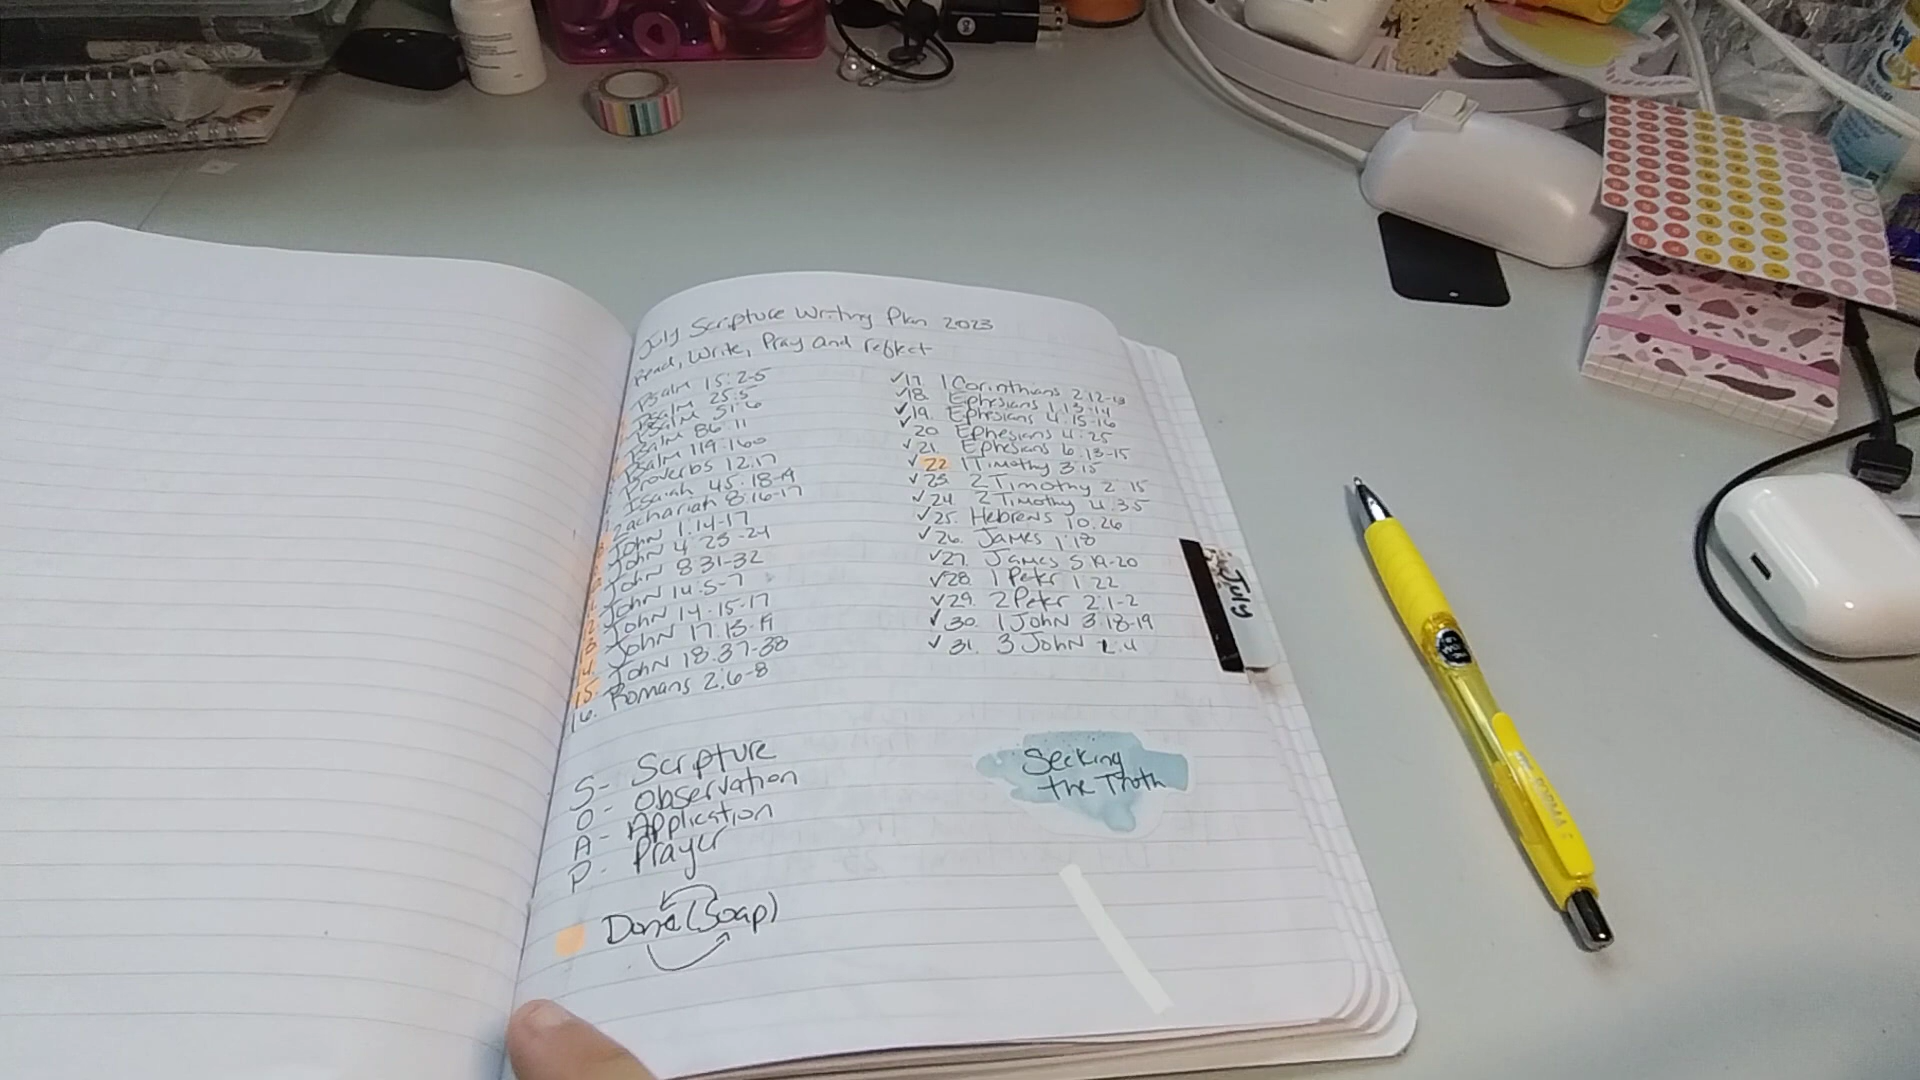 July Scripture Writing Plan 2023
Read, Write, Pray and reflect
Psalm 15:2-5
Psalm 25:5
Psalm 51:6
Psalm 86:11
Psalm 119:160
Proverbs 12:17
Isaiah 45:18-19
Zachariah 8:16-17
John 1:14-17
John 4:23-24
John 8:31-32
John 14:5-7
John 14:15-17
John 17:13-19
John 18:37-38
16. Romans 2:6-8
✓17. 1 Corinthians 2:12-13
✓18. Ephesians 1:13-14
✓19. Ephesians 4:15-16
✓20 Ephesians 4:25
✓21. Ephesians 6:13-15
✓22 1 Timothy 3:15
✓23. 2 Timothy 2:15
✓24. 2 Timothy 4:3-5
✓25. Hebrews 10:26
✓26. James 1:18
✓27. James 5:19-20
✓28. 1 Peter 1:22
✓29. 2 Peter 2:1-2
✓30. 1 John 3:18-19
✓31. 3 John 1:4
S- Scripture
O- Observation
A- Application
P- Prayer
Done (Soap)
Seeking
the Truth
July